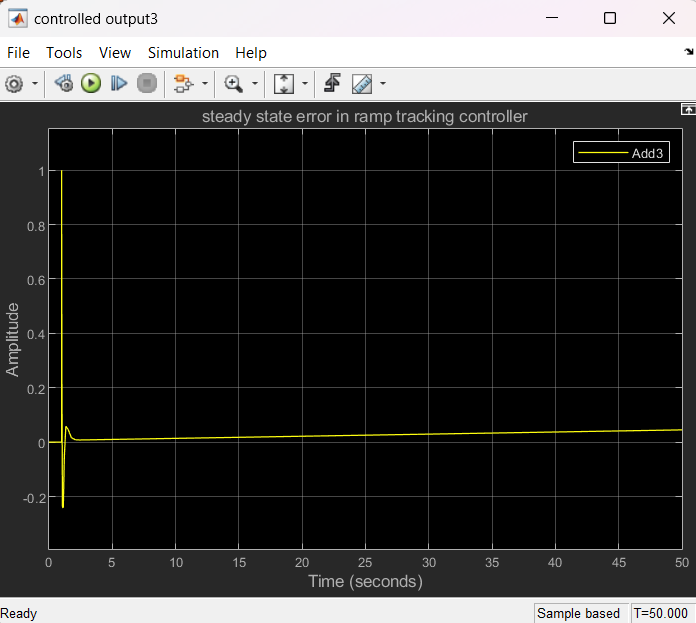 controlled output3
File Tools View Simulation Help
steady state error in ramp tracking controller
Add3
1
0.8
0.6
0.4
0.2
0
-0.2
Amplitude
0 5 10 15 20 25 30 35 40 45 50
Time (seconds)
Ready
Sample based T=50.000